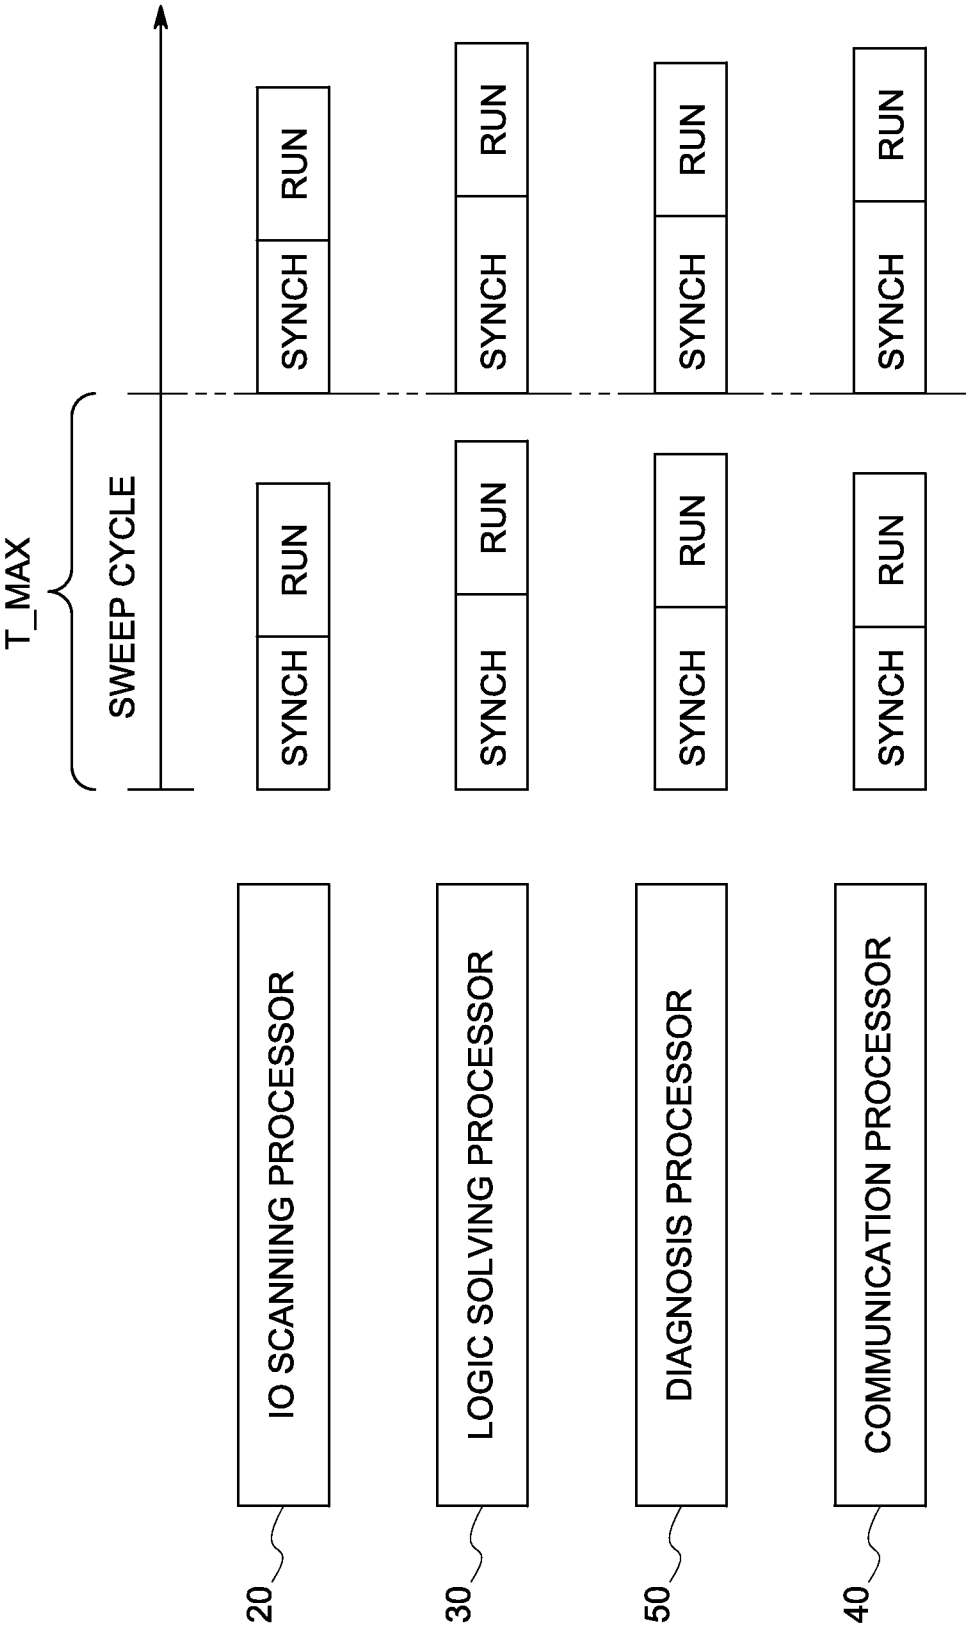 T_MAX
SWEEP CYCLE
20
IO SCANNING PROCESSOR
SYNCH RUN SYNCH RUN
30
LOGIC SOLVING PROCESSOR
SYNCH RUN SYNCH RUN
50
DIAGNOSIS PROCESSOR
SYNCH RUN SYNCH RUN
40
COMMUNICATION PROCESSOR
SYNCH RUN SYNCH RUN